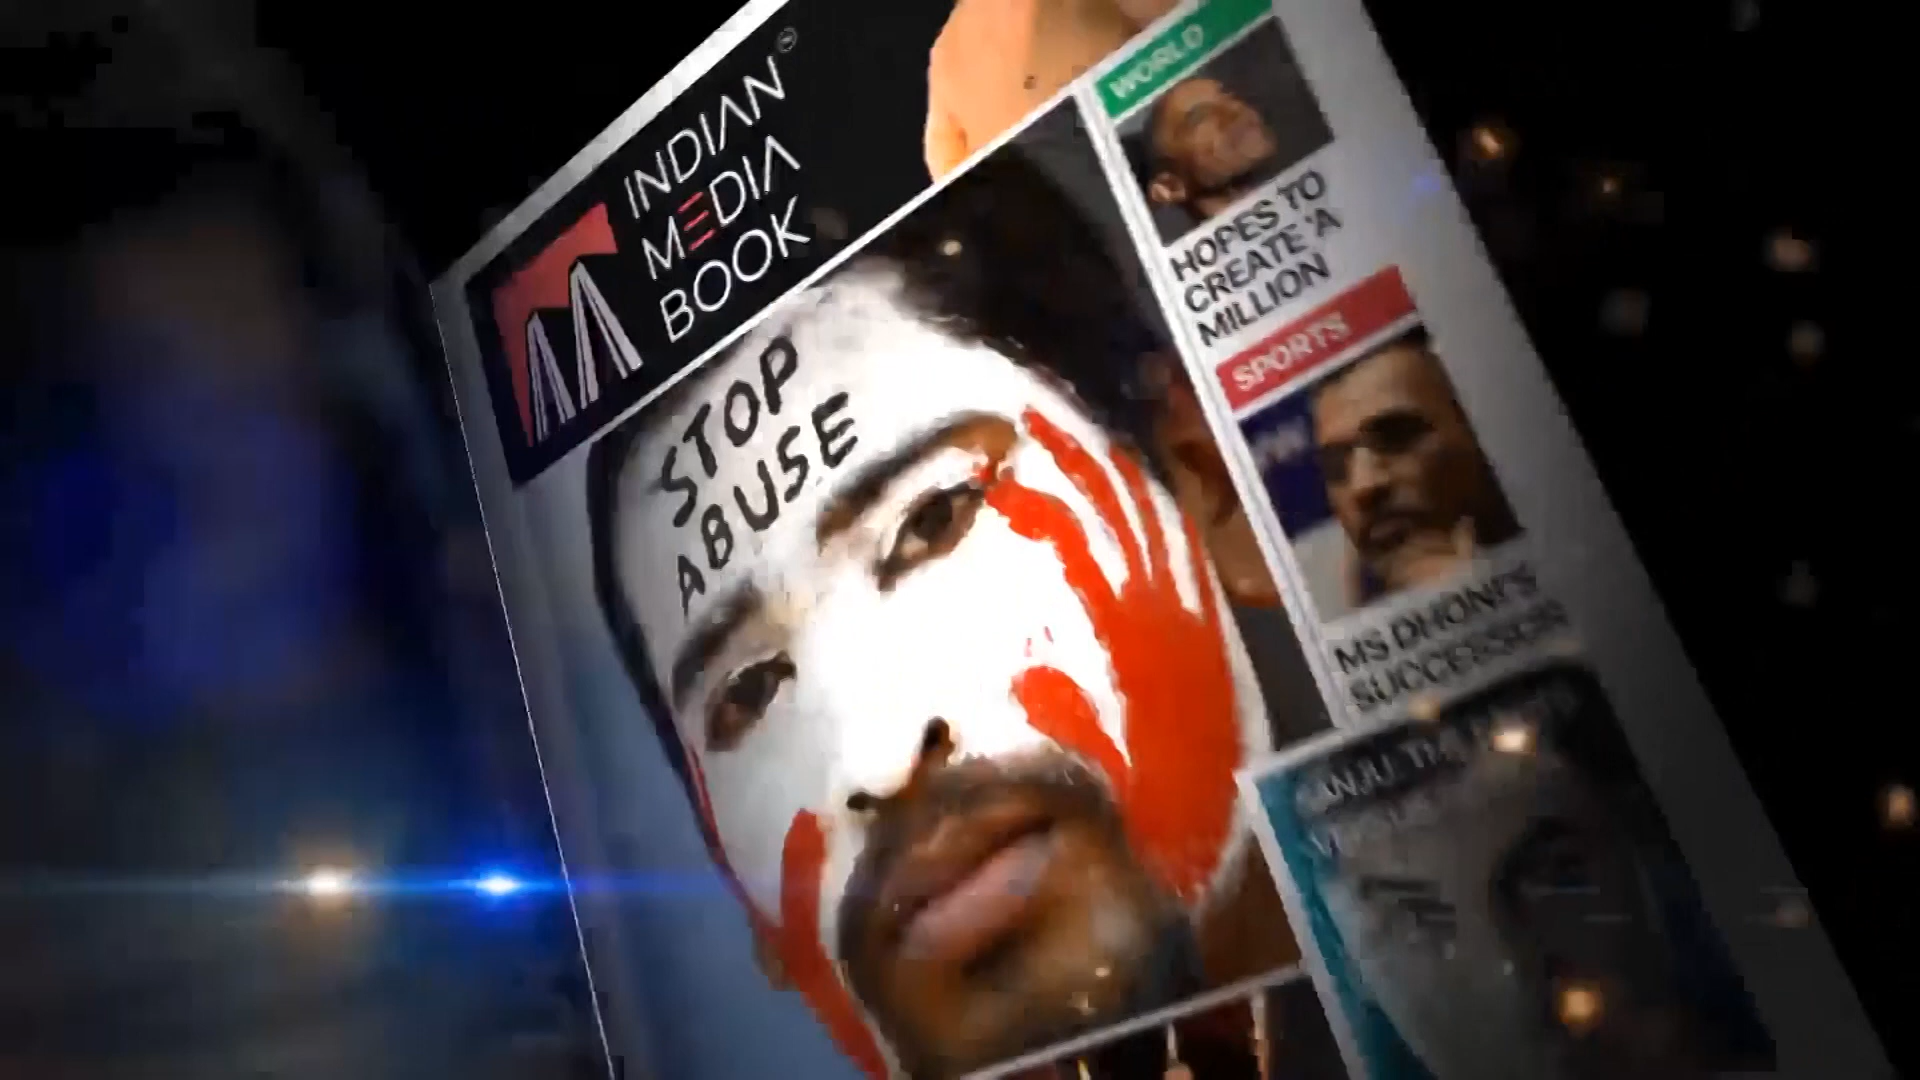 INDIAN
MEDIA
BOOK
STOP
ABUSE
WORLD
HOPES TO
CREATE 'A
MILLION
SPORTS
MS DHONI'S
SUCCESSOR